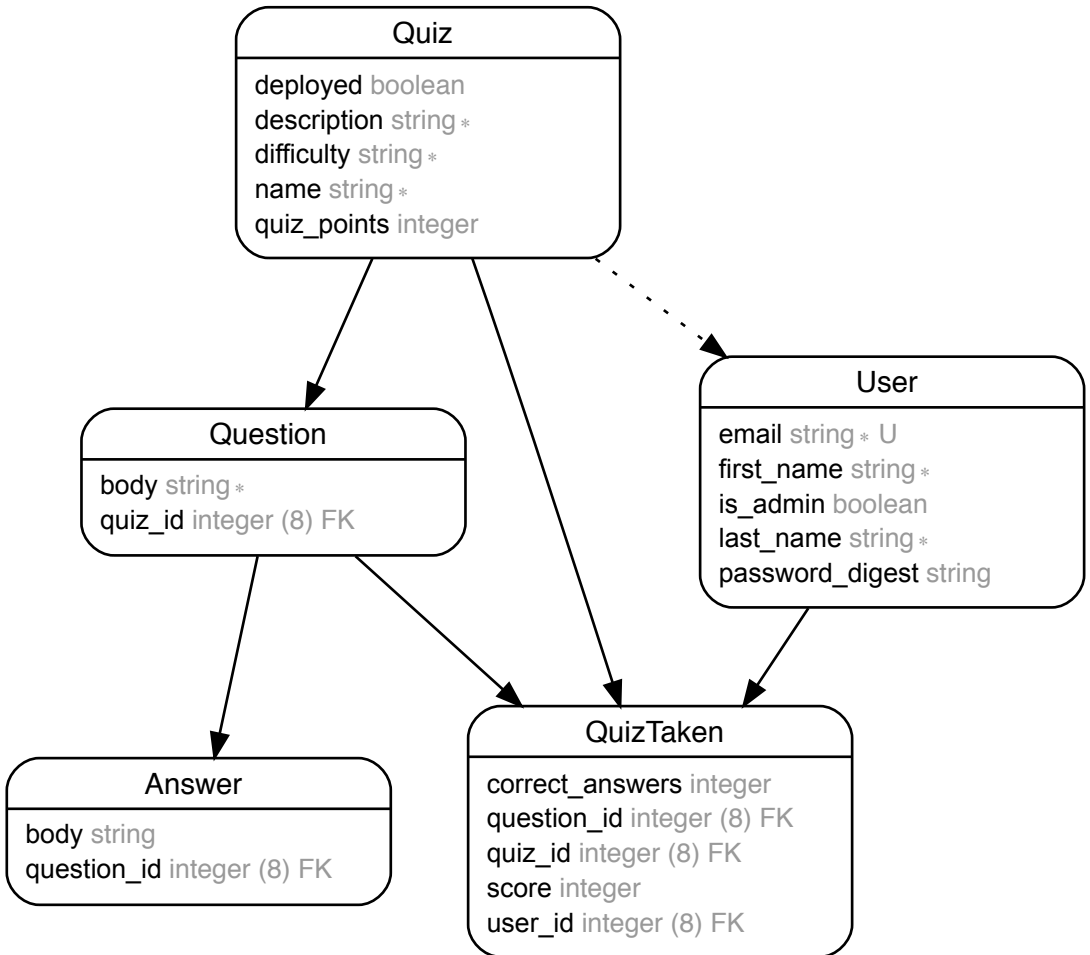 Quiz
deployed boolean
description string *
difficulty string *
name string *
quiz_points integer
User
email string * U
first_name string *
is_admin boolean
last_name string *
password_digest string
Question
body string *
quiz_id integer (8) FK
QuizTaken
correct_answers integer
question_id integer (8) FK
quiz_id integer (8) FK
score integer
user_id integer (8) FK
Answer
body string
question_id integer (8) FK